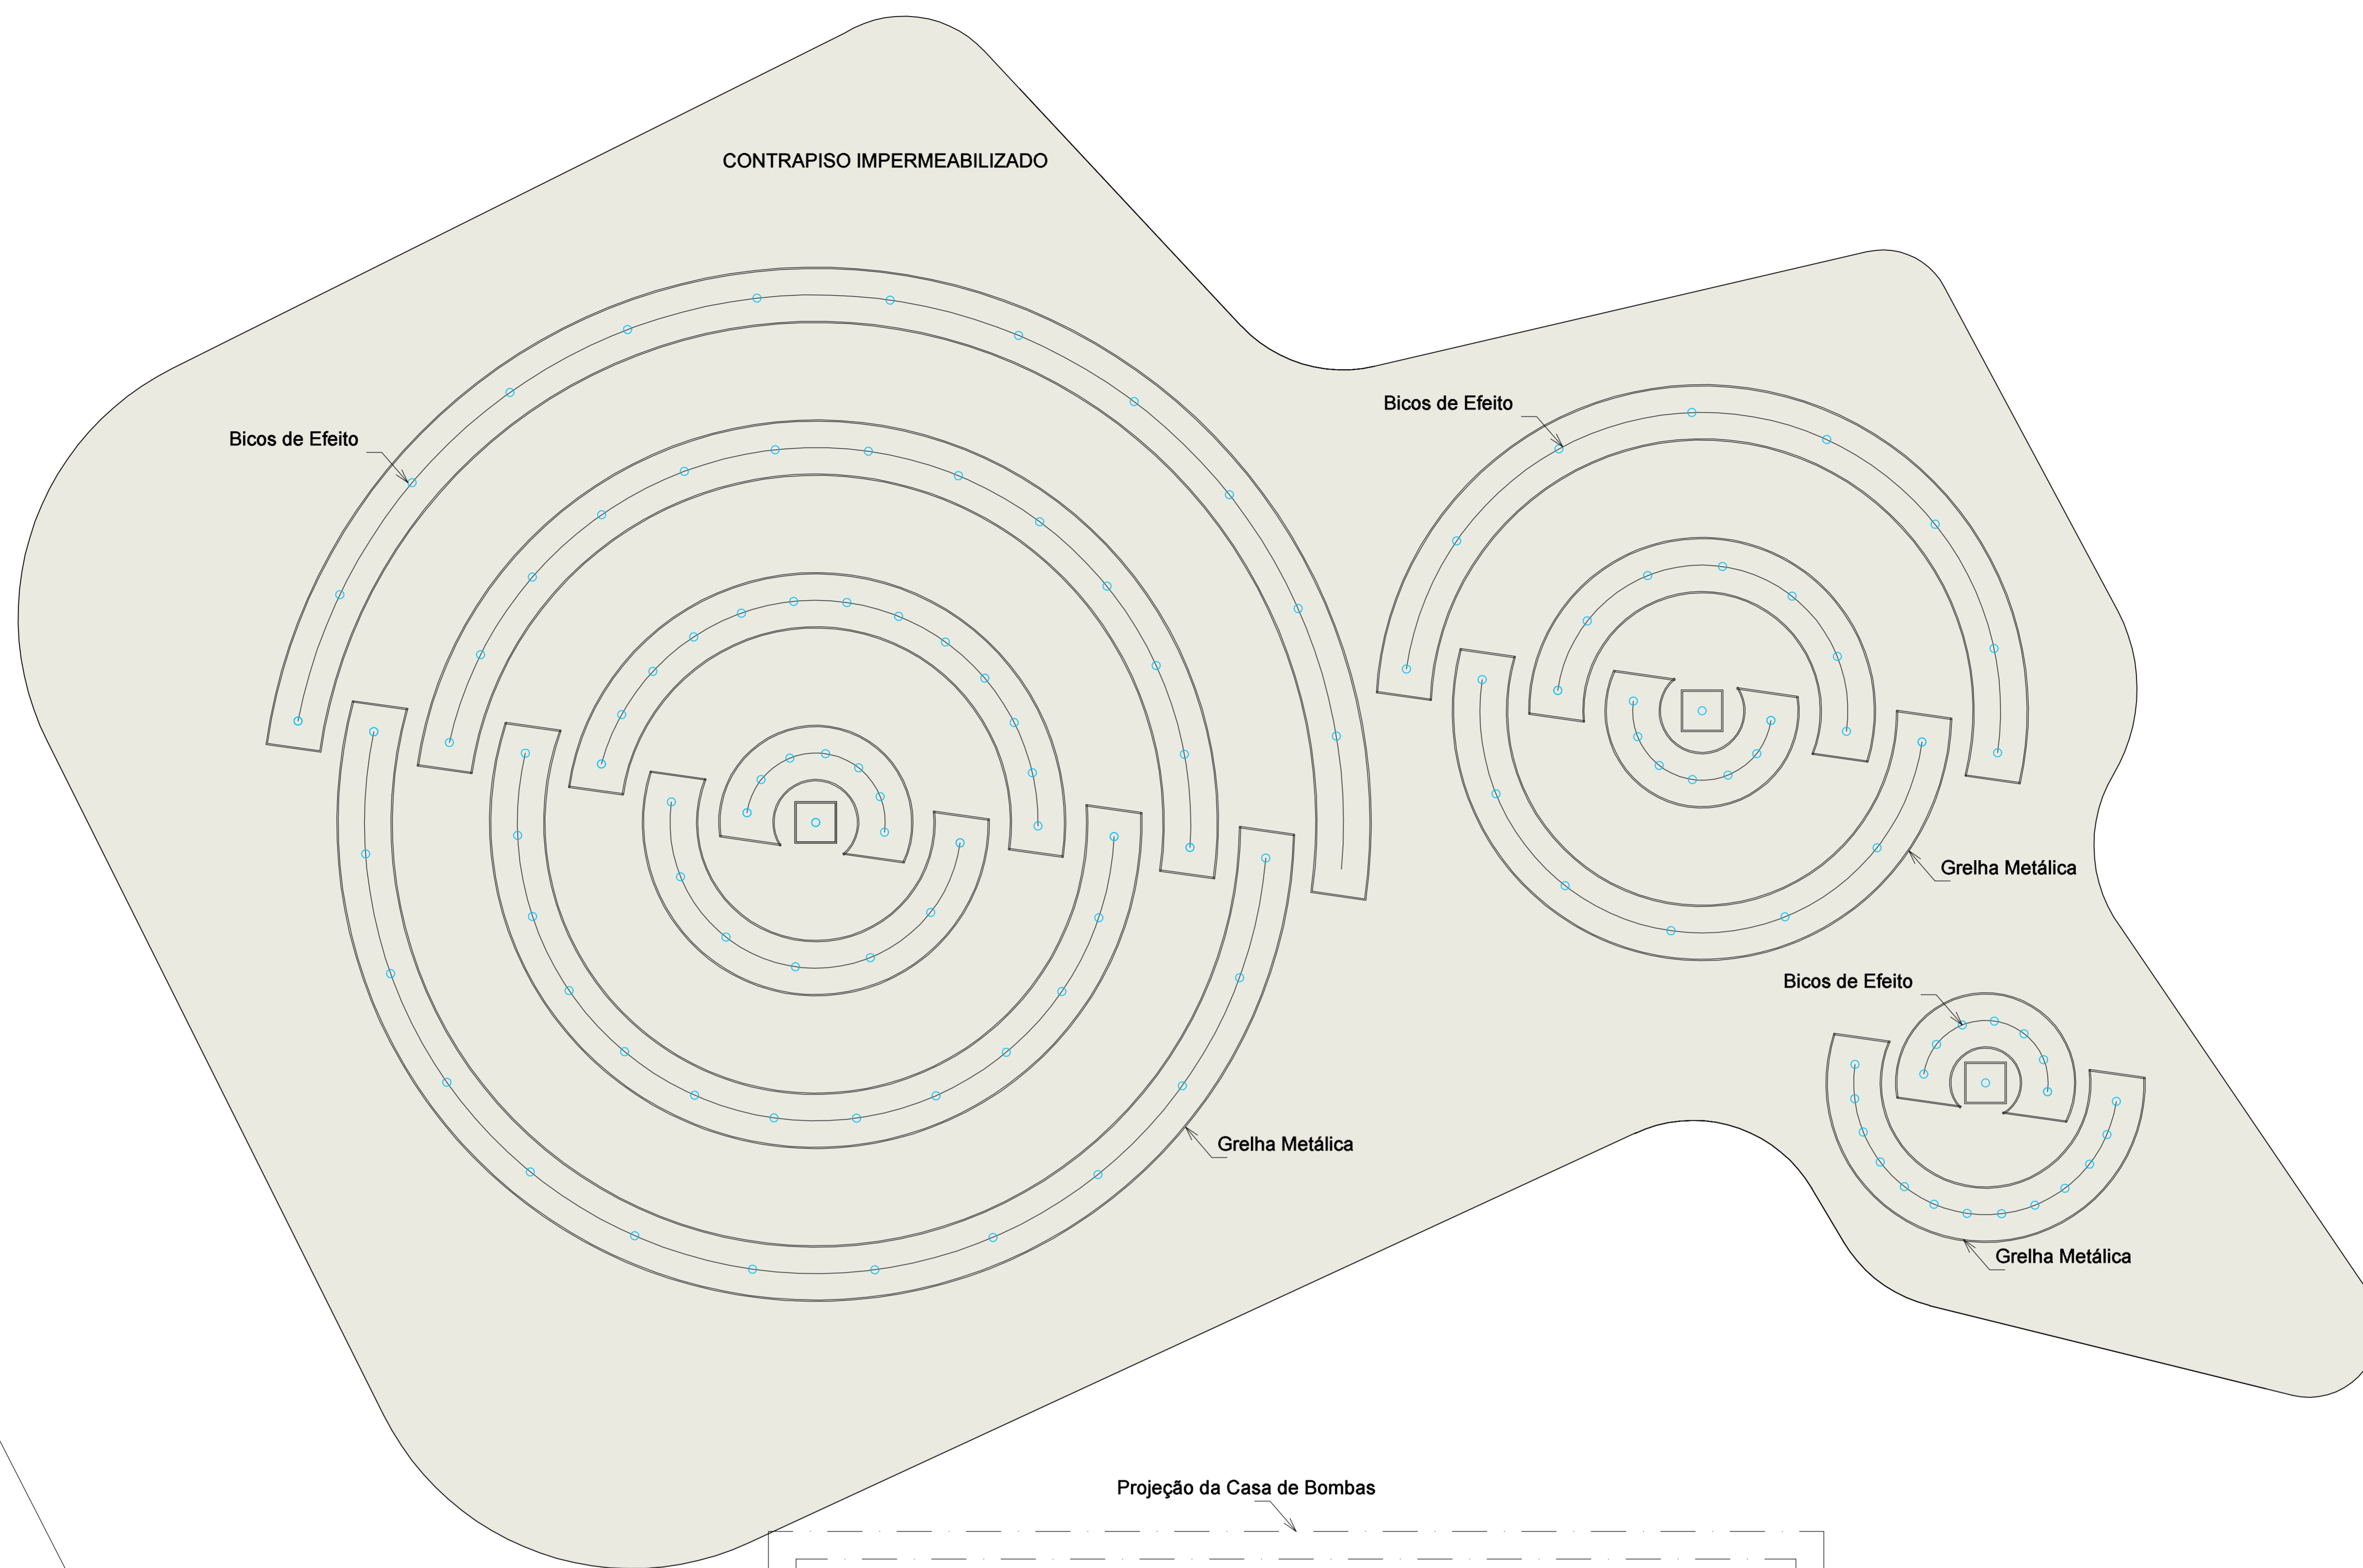 CONTRAPISO IMPERMEABILIZADO
Bicos de Efeito
Bicos de Efeito
Grelha Metálica
Bicos de Efeito
Grelha Metálica
Grelha Metálica
Projeção da Casa de Bombas